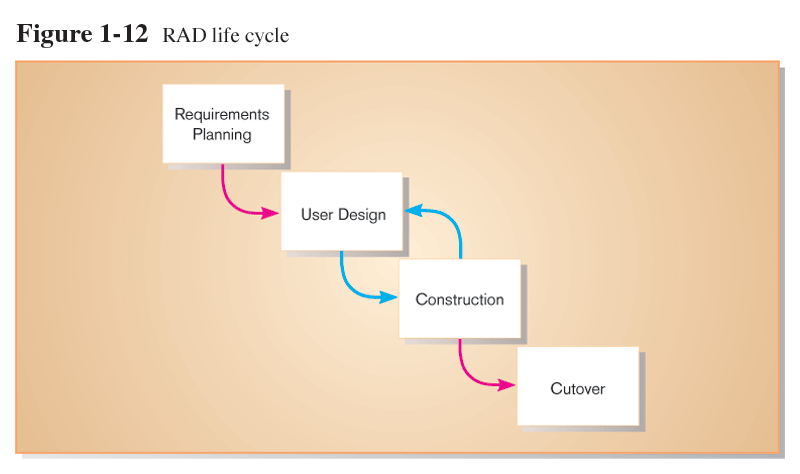 Figure 1-12 RAD life cycle
Requirements
Planning
User Design
Construction
Cutover